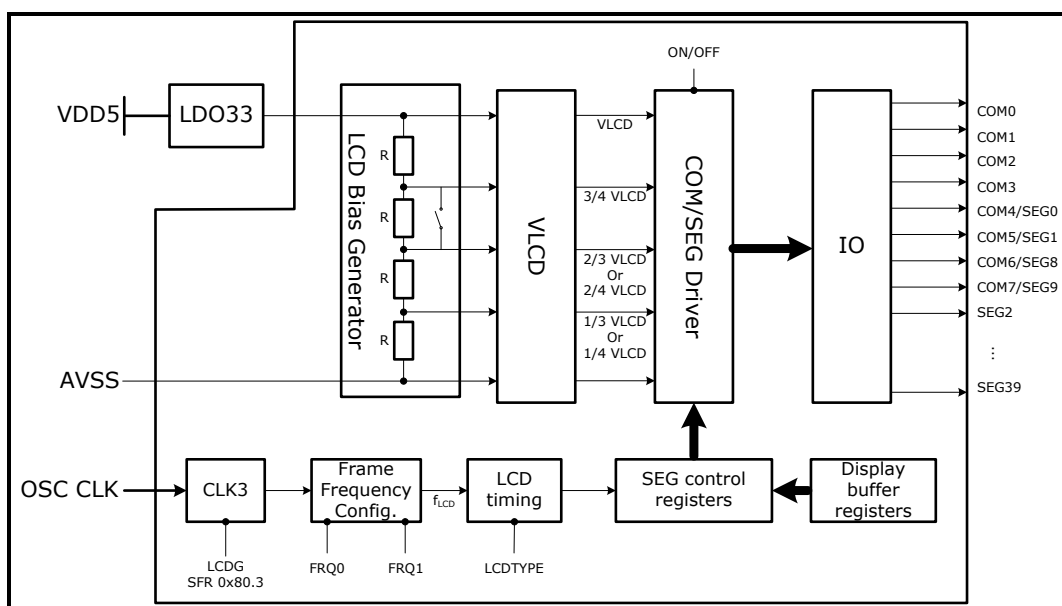 ON/OFF
VDD5
LDO33
LCD Bias Generator
R
R
R
R
VLCD
VLCD
3/4 VLCD
2/3 VLCD
Or
2/4 VLCD
1/3 VLCD
Or
1/4 VLCD
COM/SEG Driver
IO
COM0
COM1
COM2
COM3
COM4/SEG0
COM5/SEG1
COM6/SEG8
COM7/SEG9
SEG2
...
SEG39
AVSS
OSC CLK
CLK3
Frame
Frequency
Config.
fLCD
LCD
timing
SEG control
registers
Display
buffer
registers
LCDG
SFR 0x80.3
FRQ0
FRQ1
LCDTYPE